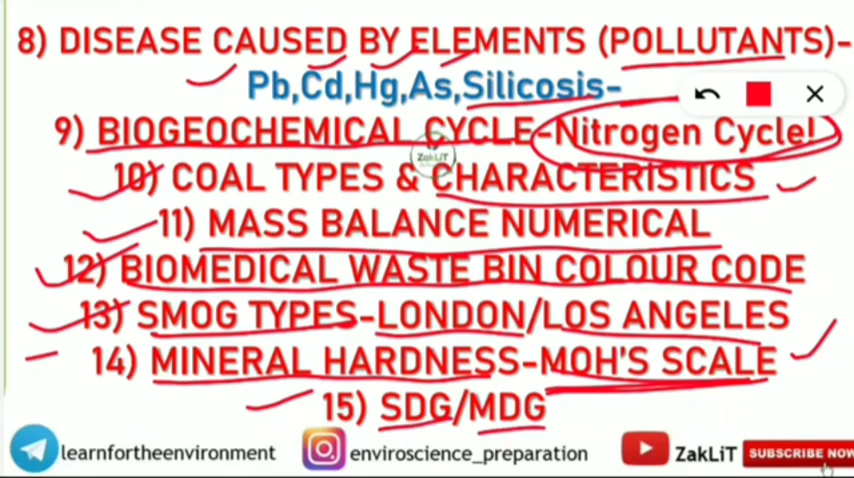 8) DISEASE CAUSED BY ELEMENTS (POLLUTANTS)-
Pb,Cd,Hg,As,Silicosis-
9) BIOGEOCHEMICAL CYCLE-Nitrogen Cycle!
ZakLiT
10) COAL TYPES & CHARACTERISTICS
11) MASS BALANCE NUMERICAL
12) BIOMEDICAL WASTE BIN COLOUR CODE
13) SMOG TYPES-LONDON/LOS ANGELES
14) MINERAL HARDNESS-MOH'S SCALE
15) SDG/MDG
learnfortheenvironment enviroscience_preparation ZakLiT SUBSCRIBE NOW